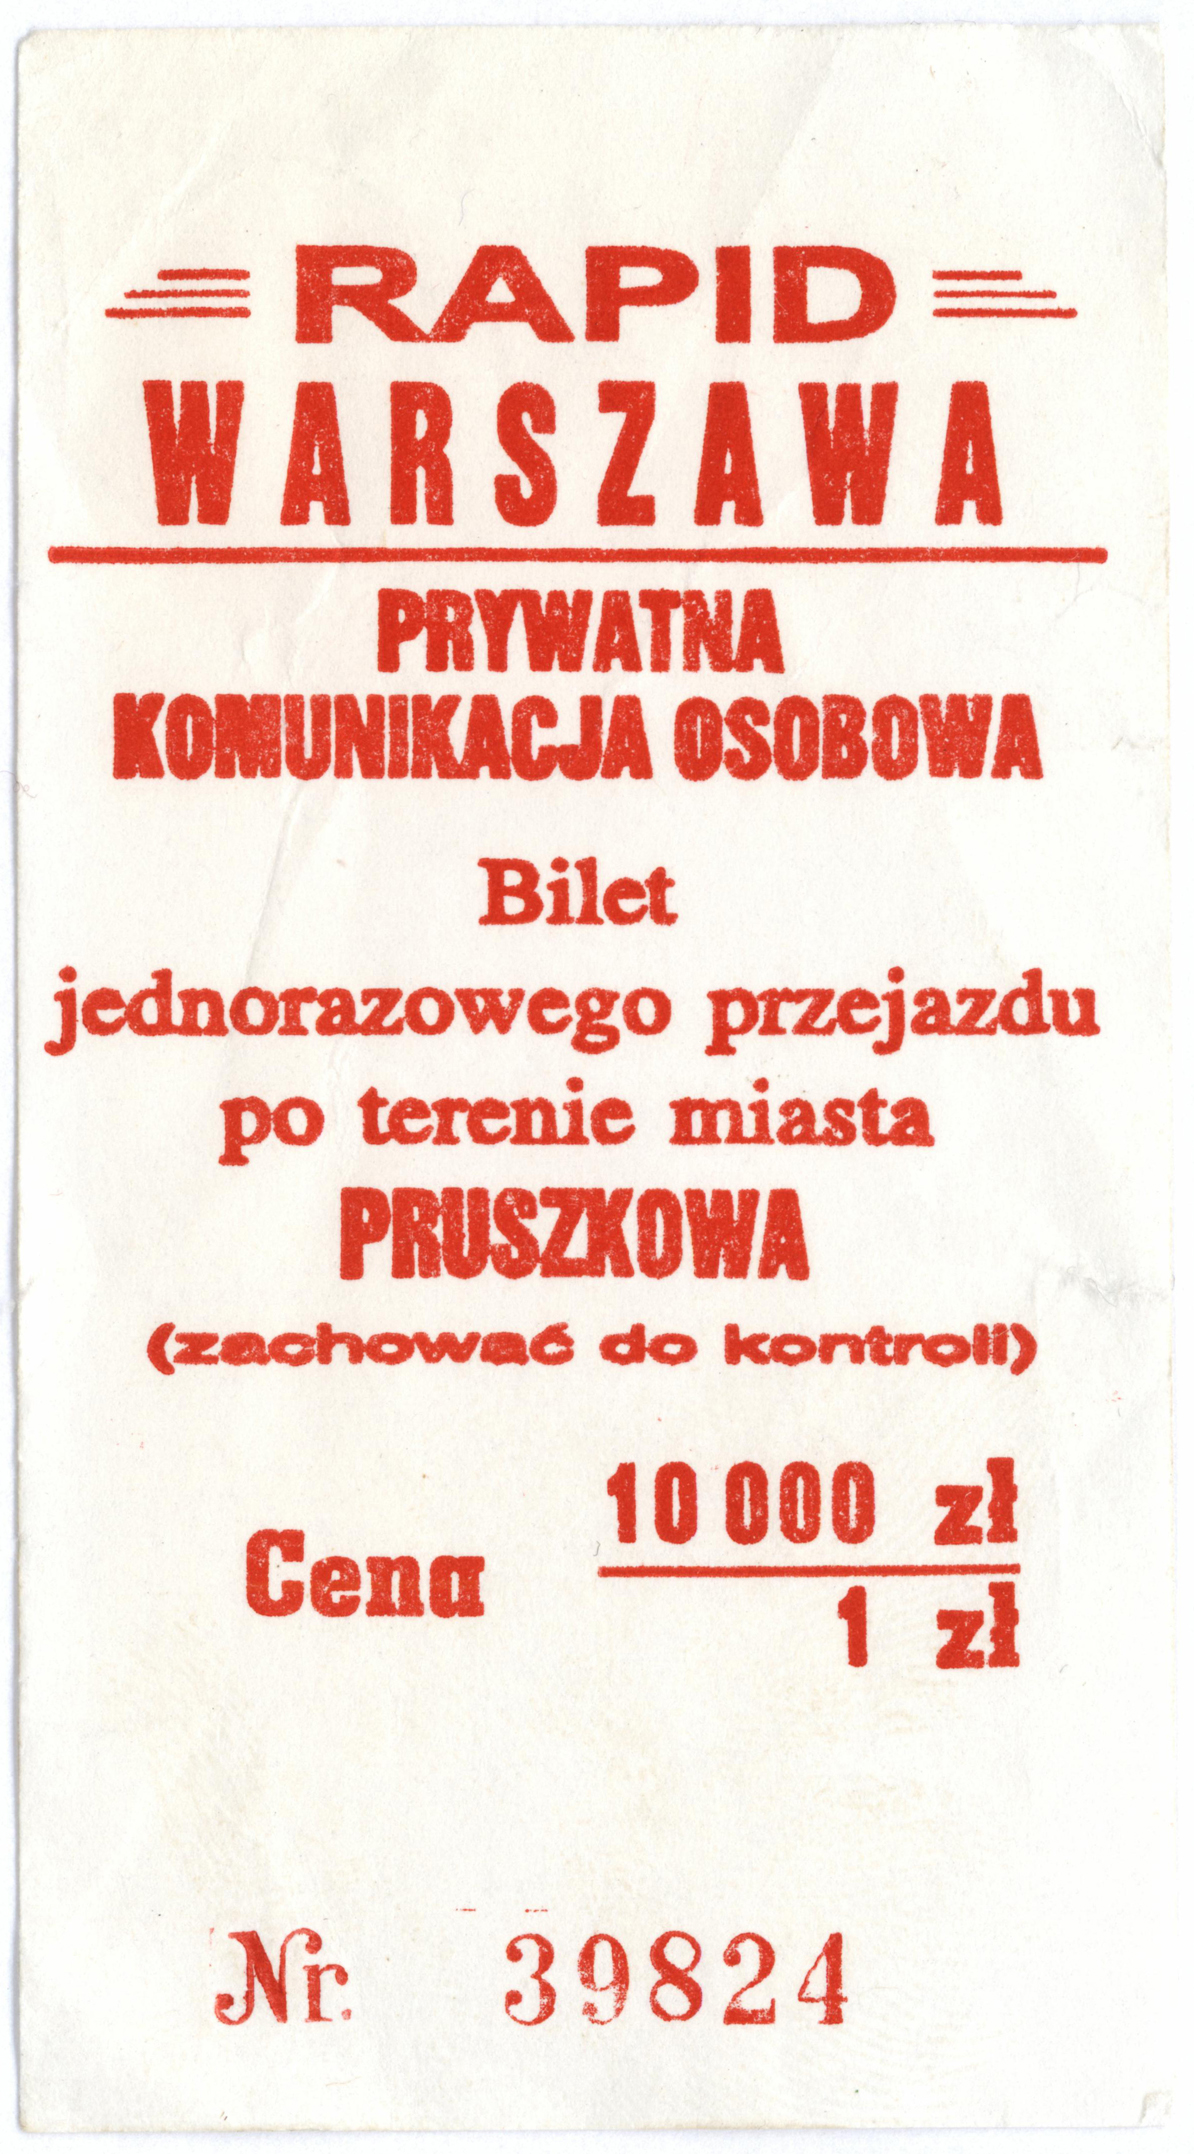 RAPID
WARSZAWA
PRYWATNA
KOMUNIKACJA OSOBOWA
Bilet
jednorazowego przejazdu
po terenie miasta
PRUSZKOWA
(zachować do kontroli)
10 000 zł
Cena
1 zł
Nr. 39824